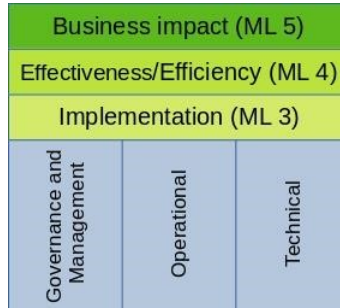 Business impact (ML 5)
Effectiveness/Efficiency (ML 4)
Implementation (ML 3)
Governance and
Management
Operational
Technical